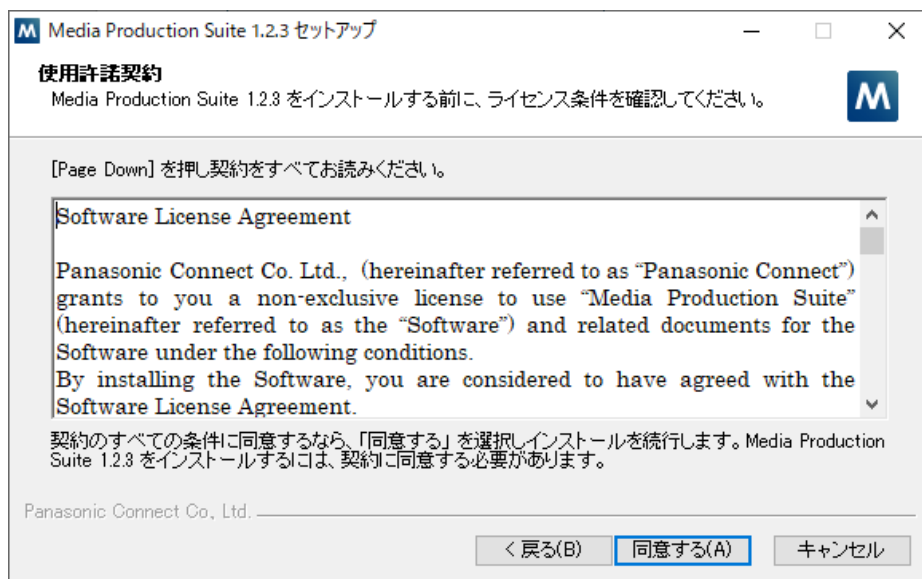 Media Production Suite 1.2.3 セットアップ
使用許諾契約
Media Production Suite 1.2.3 をインストールする前に、ライセンス条件を確認してください。
[Page Down] を押し契約をすべてお読みください。
Software License Agreement
Panasonic Connect Co. Ltd., (hereinafter referred to as “Panasonic Connect”)
grants to you a non-exclusive license to use “Media Production Suite”
(hereinafter referred to as the “Software”) and related documents for the
Software under the following conditions.
By installing the Software, you are considered to have agreed with the
Software License Agreement.
契約のすべての条件に同意するなら、「同意する」を選択しインストールを続行します。Media Production
Suite 1.2.3 をインストールするには、契約に同意する必要があります。
Panasonic Connect Co, Ltd.
< 戻る(B)
同意する(A)
キャンセル